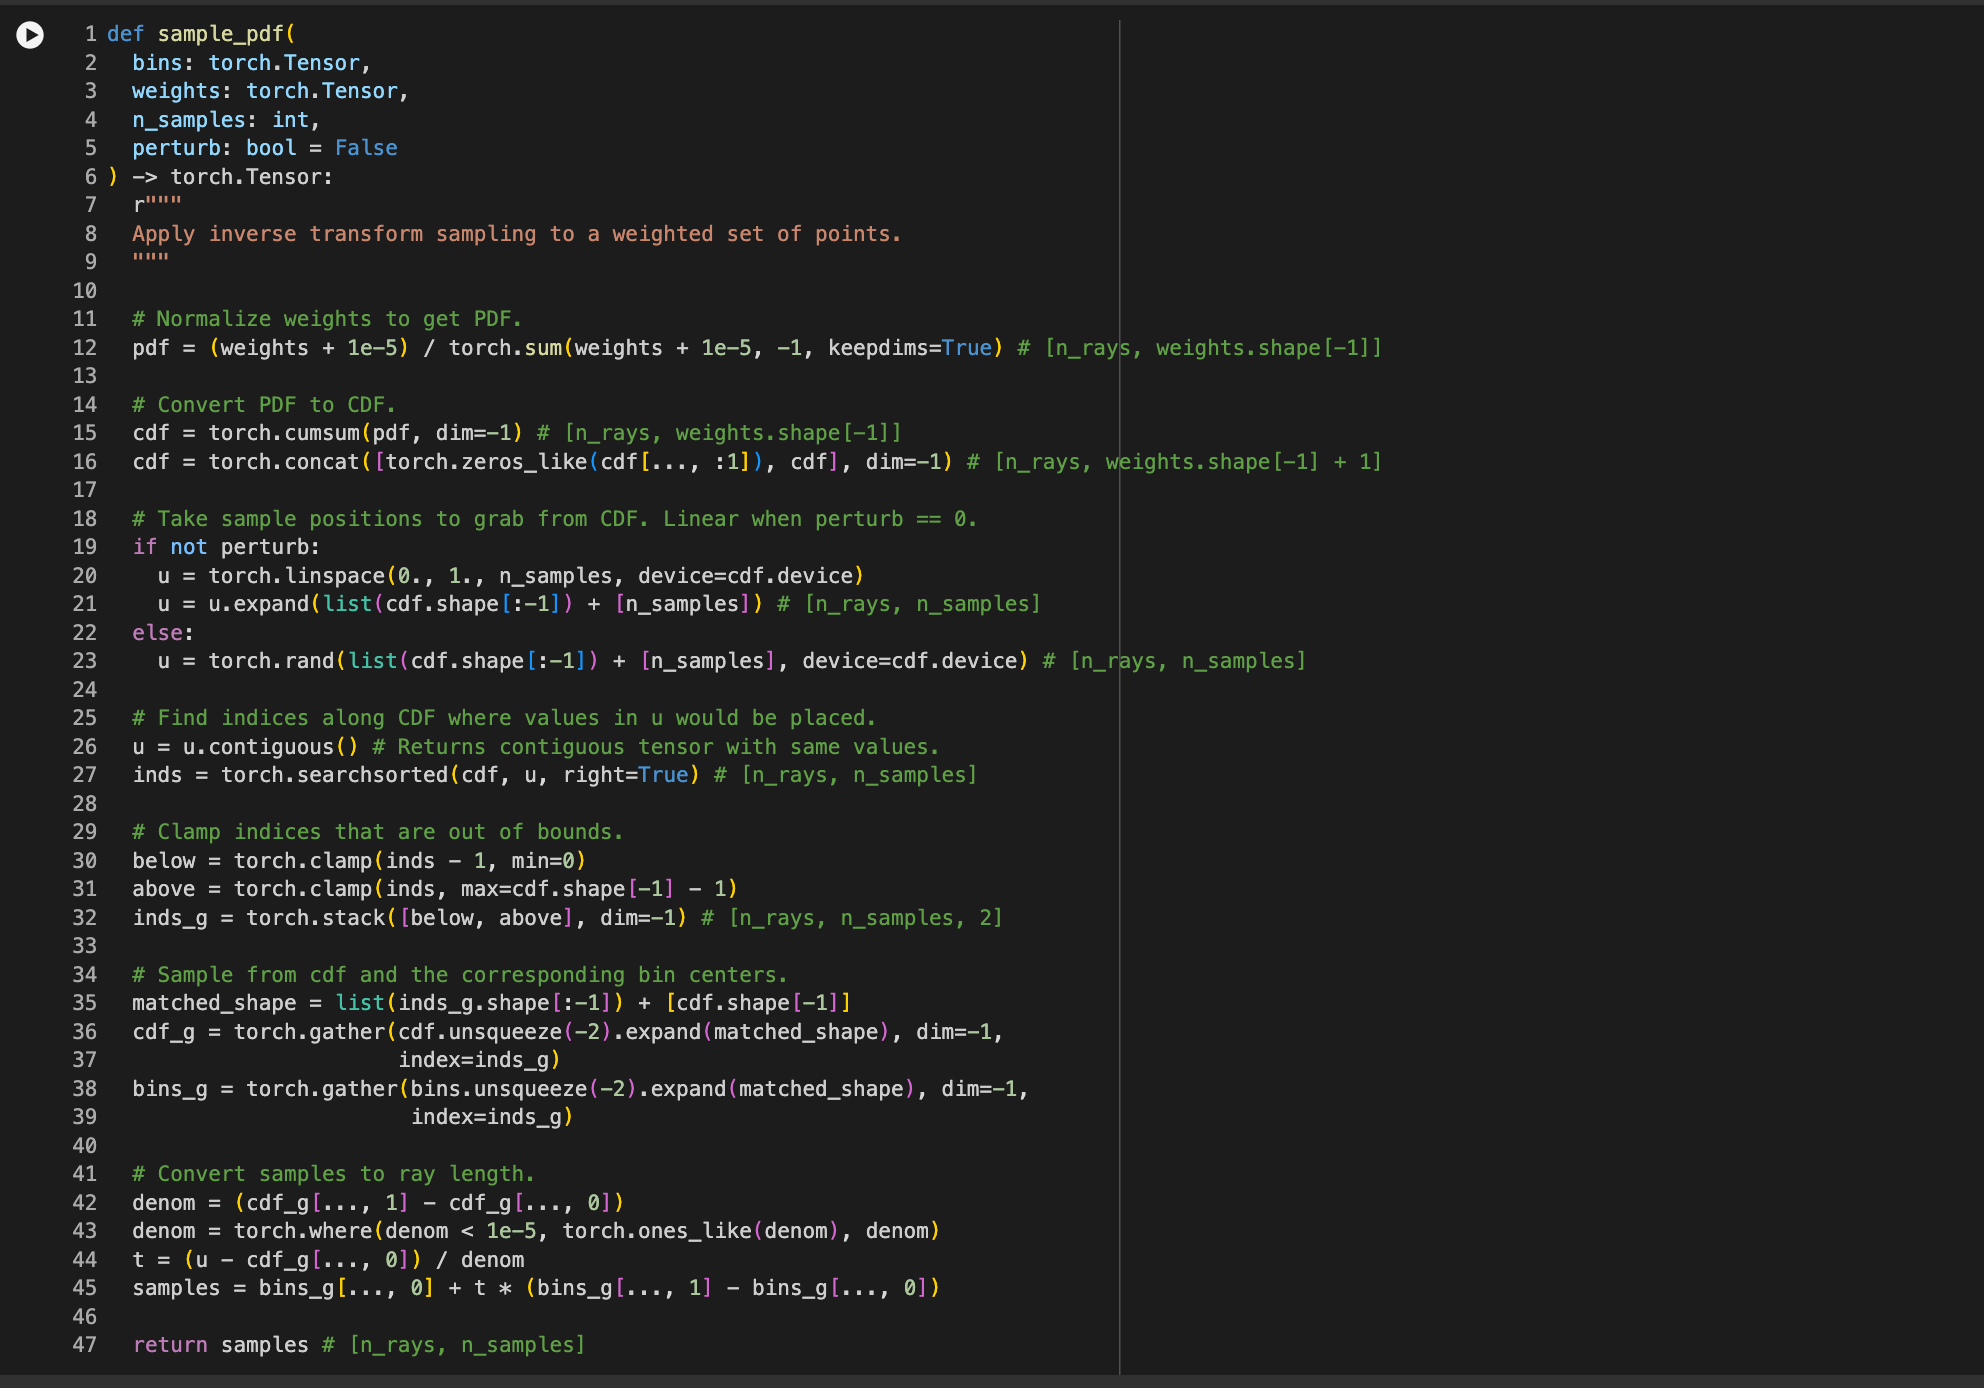 1 def sample_pdf(
2   bins: torch.Tensor,
3   weights: torch.Tensor,
4   n_samples: int,
5   perturb: bool = False
6 ) -> torch.Tensor:
7   r"""
8   Apply inverse transform sampling to a weighted set of points.
9   """
10
11   # Normalize weights to get PDF.
12   pdf = (weights + 1e-5) / torch.sum(weights + 1e-5, -1, keepdims=True) # [n_rays, weights.shape[-1]]
13
14   # Convert PDF to CDF.
15   cdf = torch.cumsum(pdf, dim=-1) # [n_rays, weights.shape[-1]]
16   cdf = torch.concat([torch.zeros_like(cdf[..., :1]), cdf], dim=-1) # [n_rays, weights.shape[-1] + 1]
17
18   # Take sample positions to grab from CDF. Linear when perturb == 0.
19   if not perturb:
20     u = torch.linspace(0., 1., n_samples, device=cdf.device)
21     u = u.expand(list(cdf.shape[:-1]) + [n_samples]) # [n_rays, n_samples]
22   else:
23     u = torch.rand(list(cdf.shape[:-1]) + [n_samples], device=cdf.device) # [n_rays, n_samples]
24
25   # Find indices along CDF where values in u would be placed.
26   u = u.contiguous() # Returns contiguous tensor with same values.
27   inds = torch.searchsorted(cdf, u, right=True) # [n_rays, n_samples]
28
29   # Clamp indices that are out of bounds.
30   below = torch.clamp(inds - 1, min=0)
31   above = torch.clamp(inds, max=cdf.shape[-1] - 1)
32   inds_g = torch.stack([below, above], dim=-1) # [n_rays, n_samples, 2]
33
34   # Sample from cdf and the corresponding bin centers.
35   matched_shape = list(inds_g.shape[:-1]) + [cdf.shape[-1]]
36   cdf_g = torch.gather(cdf.unsqueeze(-2).expand(matched_shape), dim=-1,
37                        index=inds_g)
38   bins_g = torch.gather(bins.unsqueeze(-2).expand(matched_shape), dim=-1,
39                         index=inds_g)
40
41   # Convert samples to ray length.
42   denom = (cdf_g[..., 1] - cdf_g[..., 0])
43   denom = torch.where(denom < 1e-5, torch.ones_like(denom), denom)
44   t = (u - cdf_g[..., 0]) / denom
45   samples = bins_g[..., 0] + t * (bins_g[..., 1] - bins_g[..., 0])
46
47   return samples # [n_rays, n_samples]